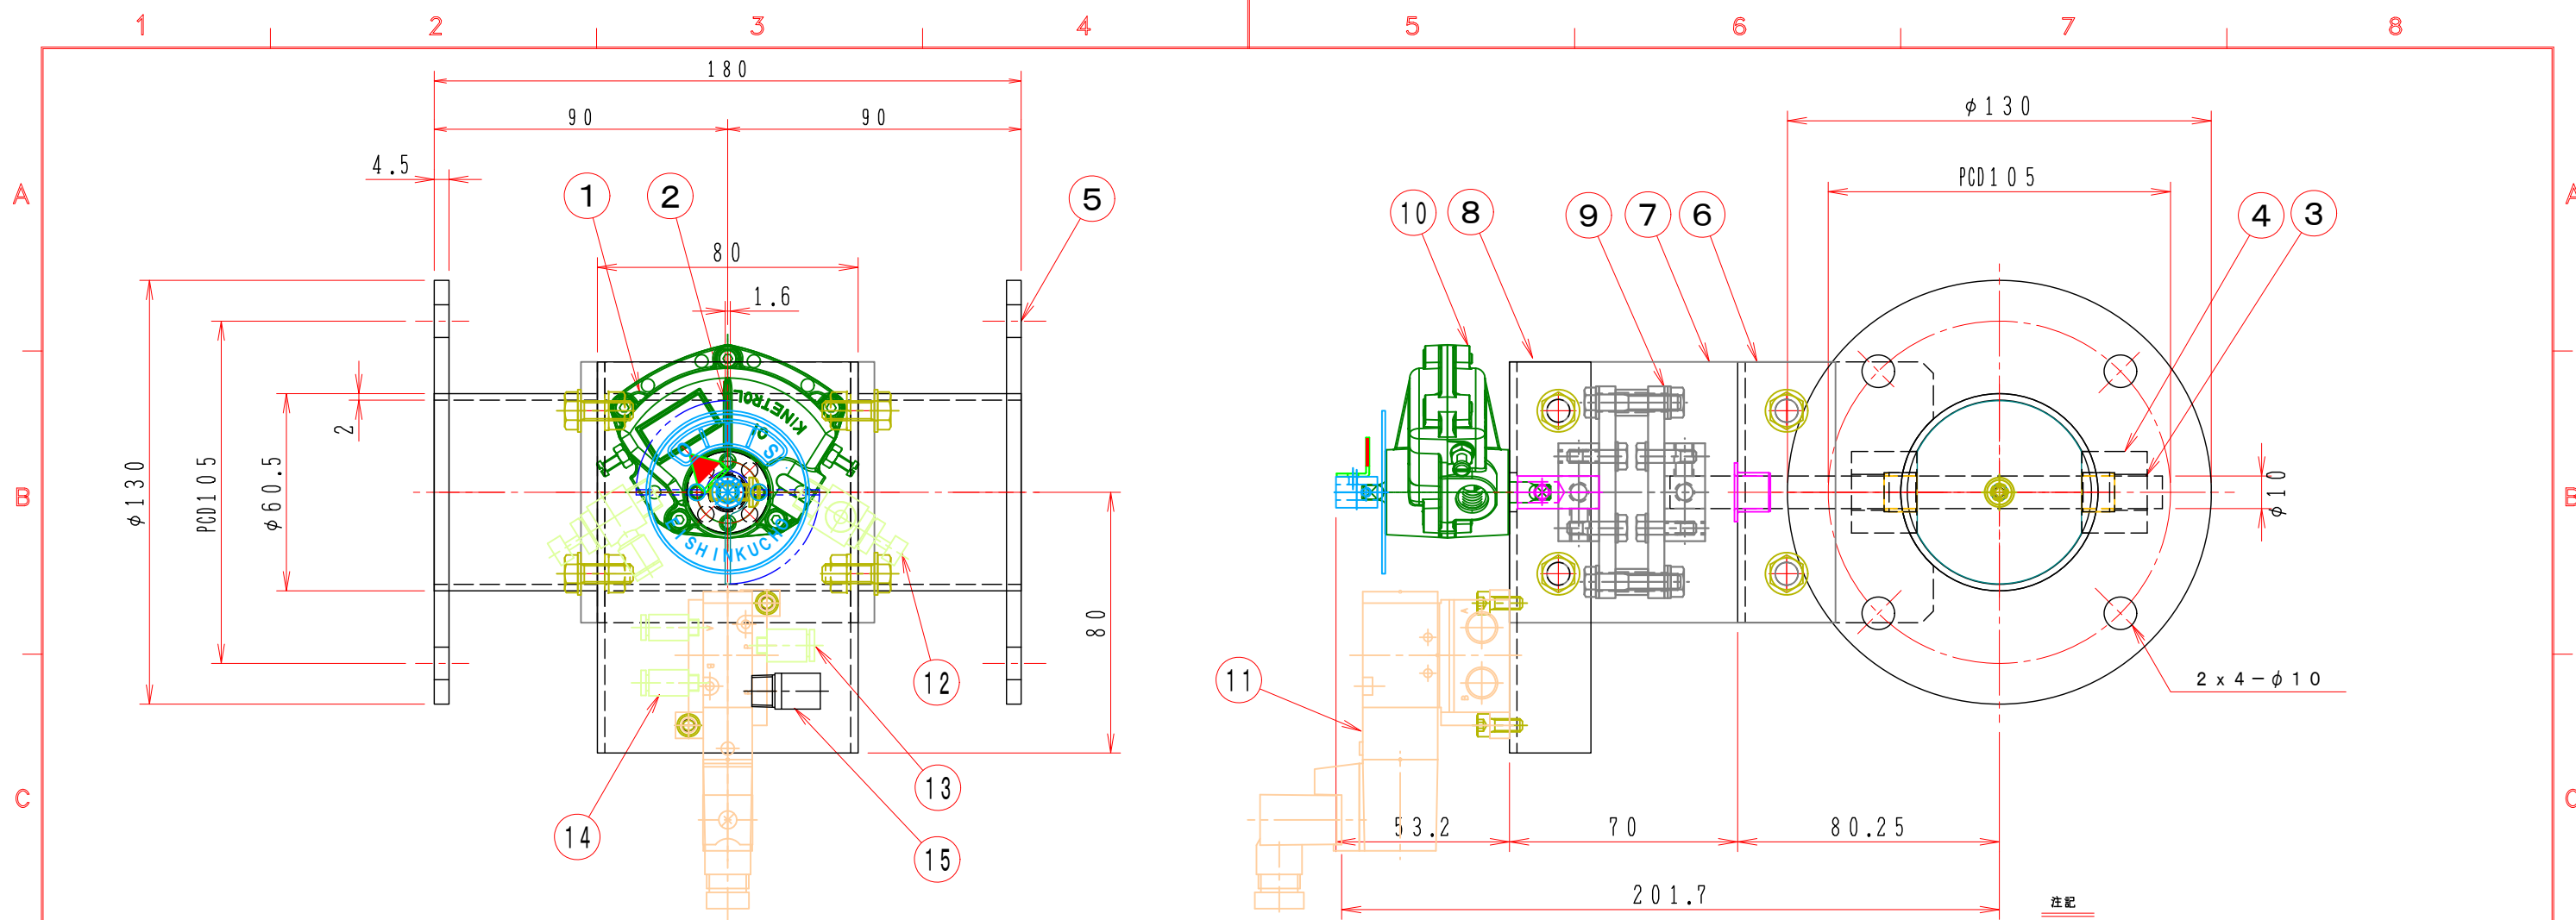 1 2 3 4 5 6 7 8
180
90 90
φ130
4.5
PCD105
A
A
1 2 5
10 8 9 7 6 4 3
80
1.6
KINETROL
2
B
B
φ130
PCD105
φ60.5
φ10
EISHINKUCHO
80
A
B
P
A
B
12
11
2x4-φ10
13
C
C
14
15
53.2 70 80.25
201.7
注記